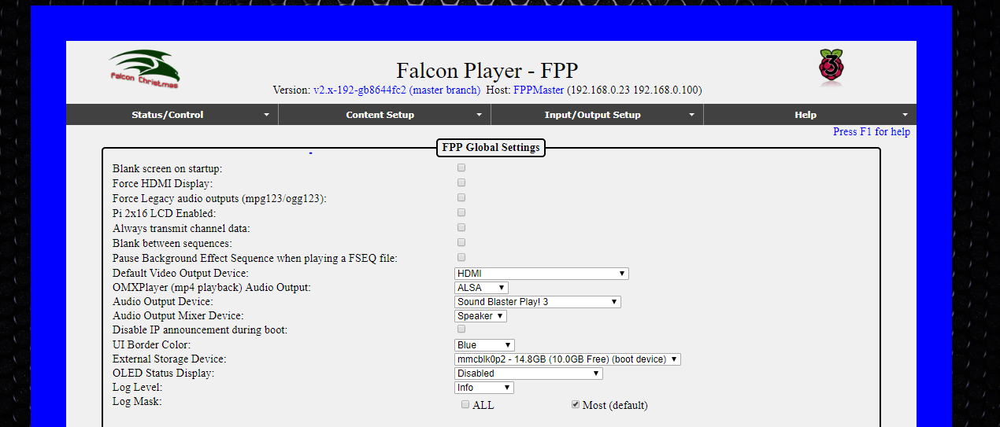 Falcon Christmas
3
Falcon Player - FPP
Version: v2.x-192-gb8644fc2 (master branch) Host: FPPMaster (192.168.0.23 192.168.0.100)
Status/Control Content Setup Input/Output Setup Help
Press F1 for help
FPP Global Settings
-
Blank screen on startup:
Force HDMI Display:
Force Legacy audio outputs (mpg123/ogg123):
Pi 2x16 LCD Enabled:
Always transmit channel data:
Blank between sequences:
Pause Background Effect Sequence when playing a FSEQ file:
Default Video Output Device: HDMI
OMXPlayer (mp4 playback) Audio Output: ALSA
Audio Output Device: Sound Blaster Play! 3
Audio Output Mixer Device: Speaker
Disable IP announcement during boot:
UI Border Color: Blue
External Storage Device: mmcblk0p2 - 14.8GB (10.0GB Free) (boot device)
OLED Status Display: Disabled
Log Level: Info
Log Mask: ALL Most (default)